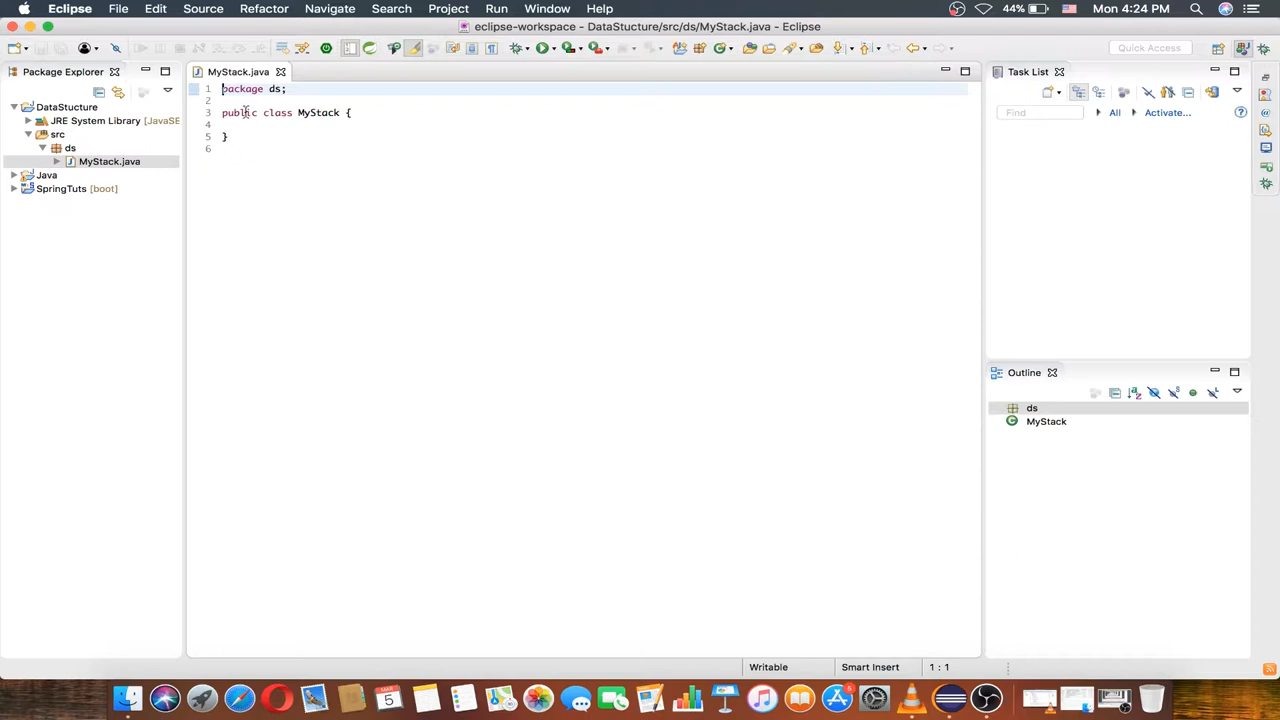 Eclipse File Edit Source Refactor Navigate Search Project Run Window Help 44% Mon 4:24 PM
eclipse-workspace - DataStucture/src/ds/MyStack.java - Eclipse
Quick Access
Package Explorer
MyStack.java
Task List
DataStucture
JRE System Library [JavaSE
src
ds
MyStack.java
Java
SpringTuts [boot]
1 package ds;
2
3 public class MyStack {
4
5 }
6
Find All Activate...
Outline
ds
MyStack
Writable Smart Insert 1 : 1
MAR
5